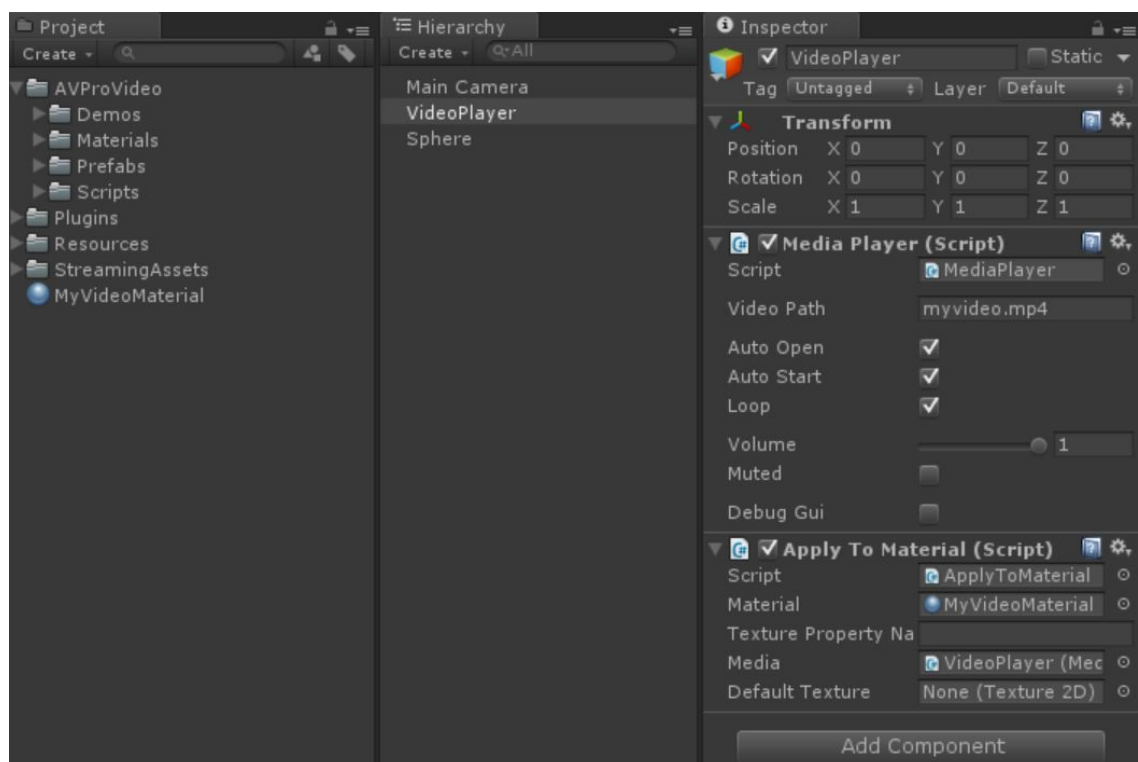 Project
Create
AVProVideo
Demos
Materials
Prefabs
Scripts
Plugins
Resources
StreamingAssets
MyVideoMaterial
Hierarchy
Create All
Main Camera
VideoPlayer
Sphere
Inspector
VideoPlayer Static
Tag Untagged Layer Default
Transform
Position X 0 Y 0 Z 0
Rotation X 0 Y 0 Z 0
Scale X 1 Y 1 Z 1
Media Player (Script)
Script MediaPlayer
Video Path myvideo.mp4
Auto Open
Auto Start
Loop
Volume 1
Muted
Debug Gui
Apply To Material (Script)
Script ApplyToMaterial
Material MyVideoMaterial
Texture Property Na
Media VideoPlayer (Mec
Default Texture None (Texture 2D)
Add Component